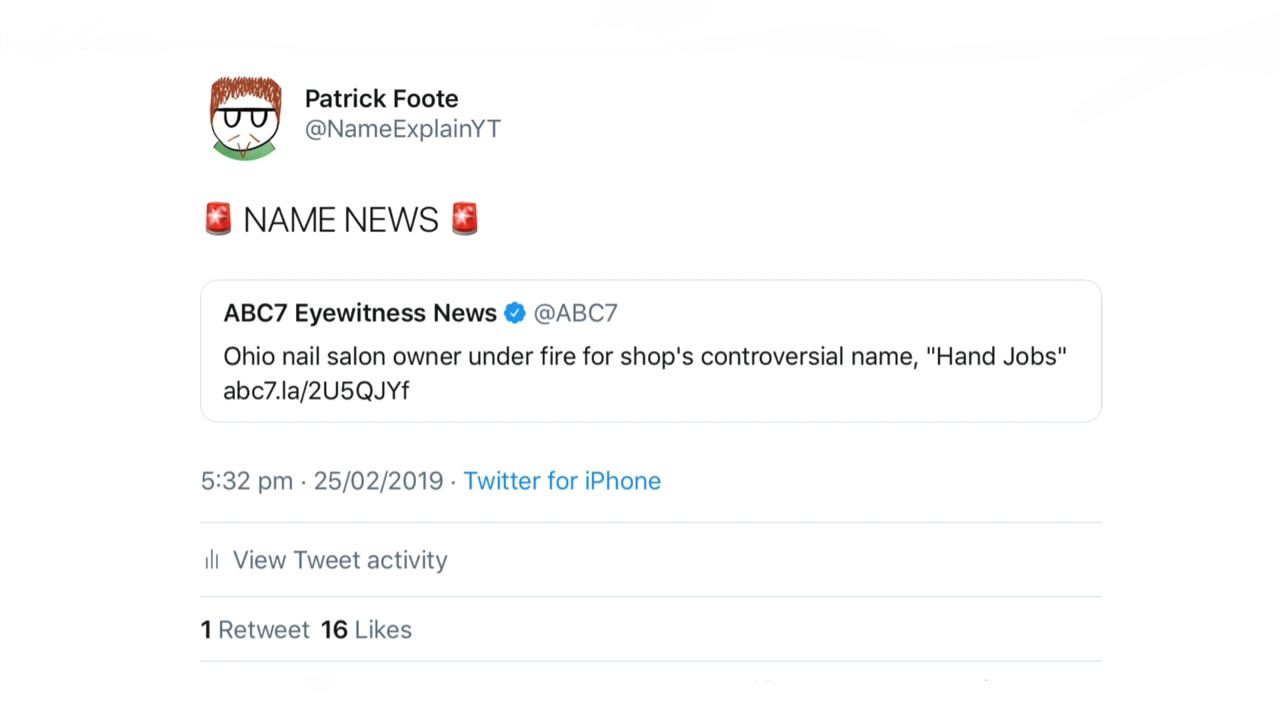 Patrick Foote
@NameExplainYT
🚨 NAME NEWS 🚨
ABC7 Eyewitness News @ABC7
Ohio nail salon owner under fire for shop's controversial name, "Hand Jobs"
abc7.la/2U5QJYf
5:32 pm · 25/02/2019 · Twitter for iPhone
View Tweet activity
1 Retweet 16 Likes